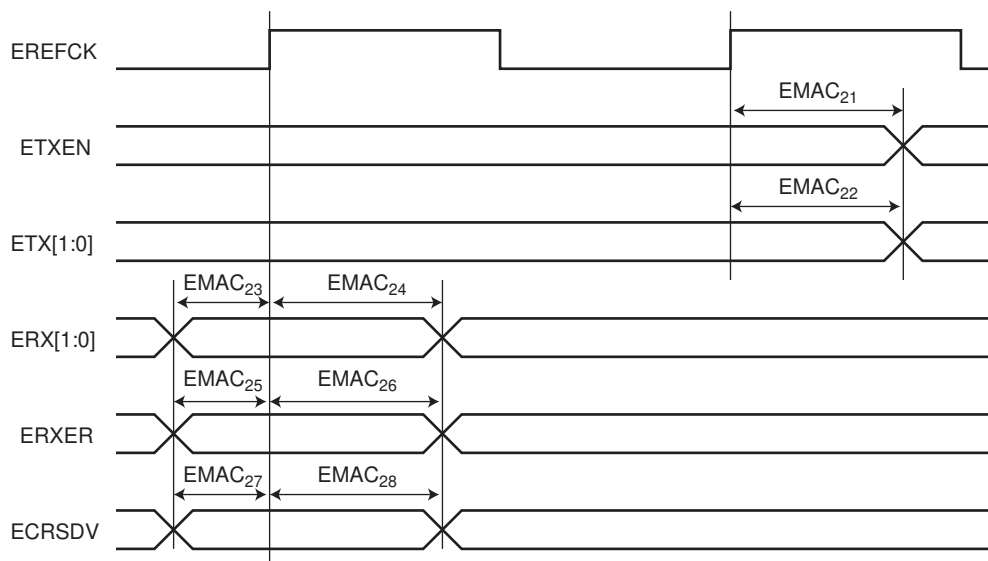 EREFCK
EMAC21
ETXEN
EMAC22
ETX[1:0]
EMAC23 EMAC24
ERX[1:0]
EMAC25 EMAC26
ERXER
EMAC27 EMAC28
ECRSDV